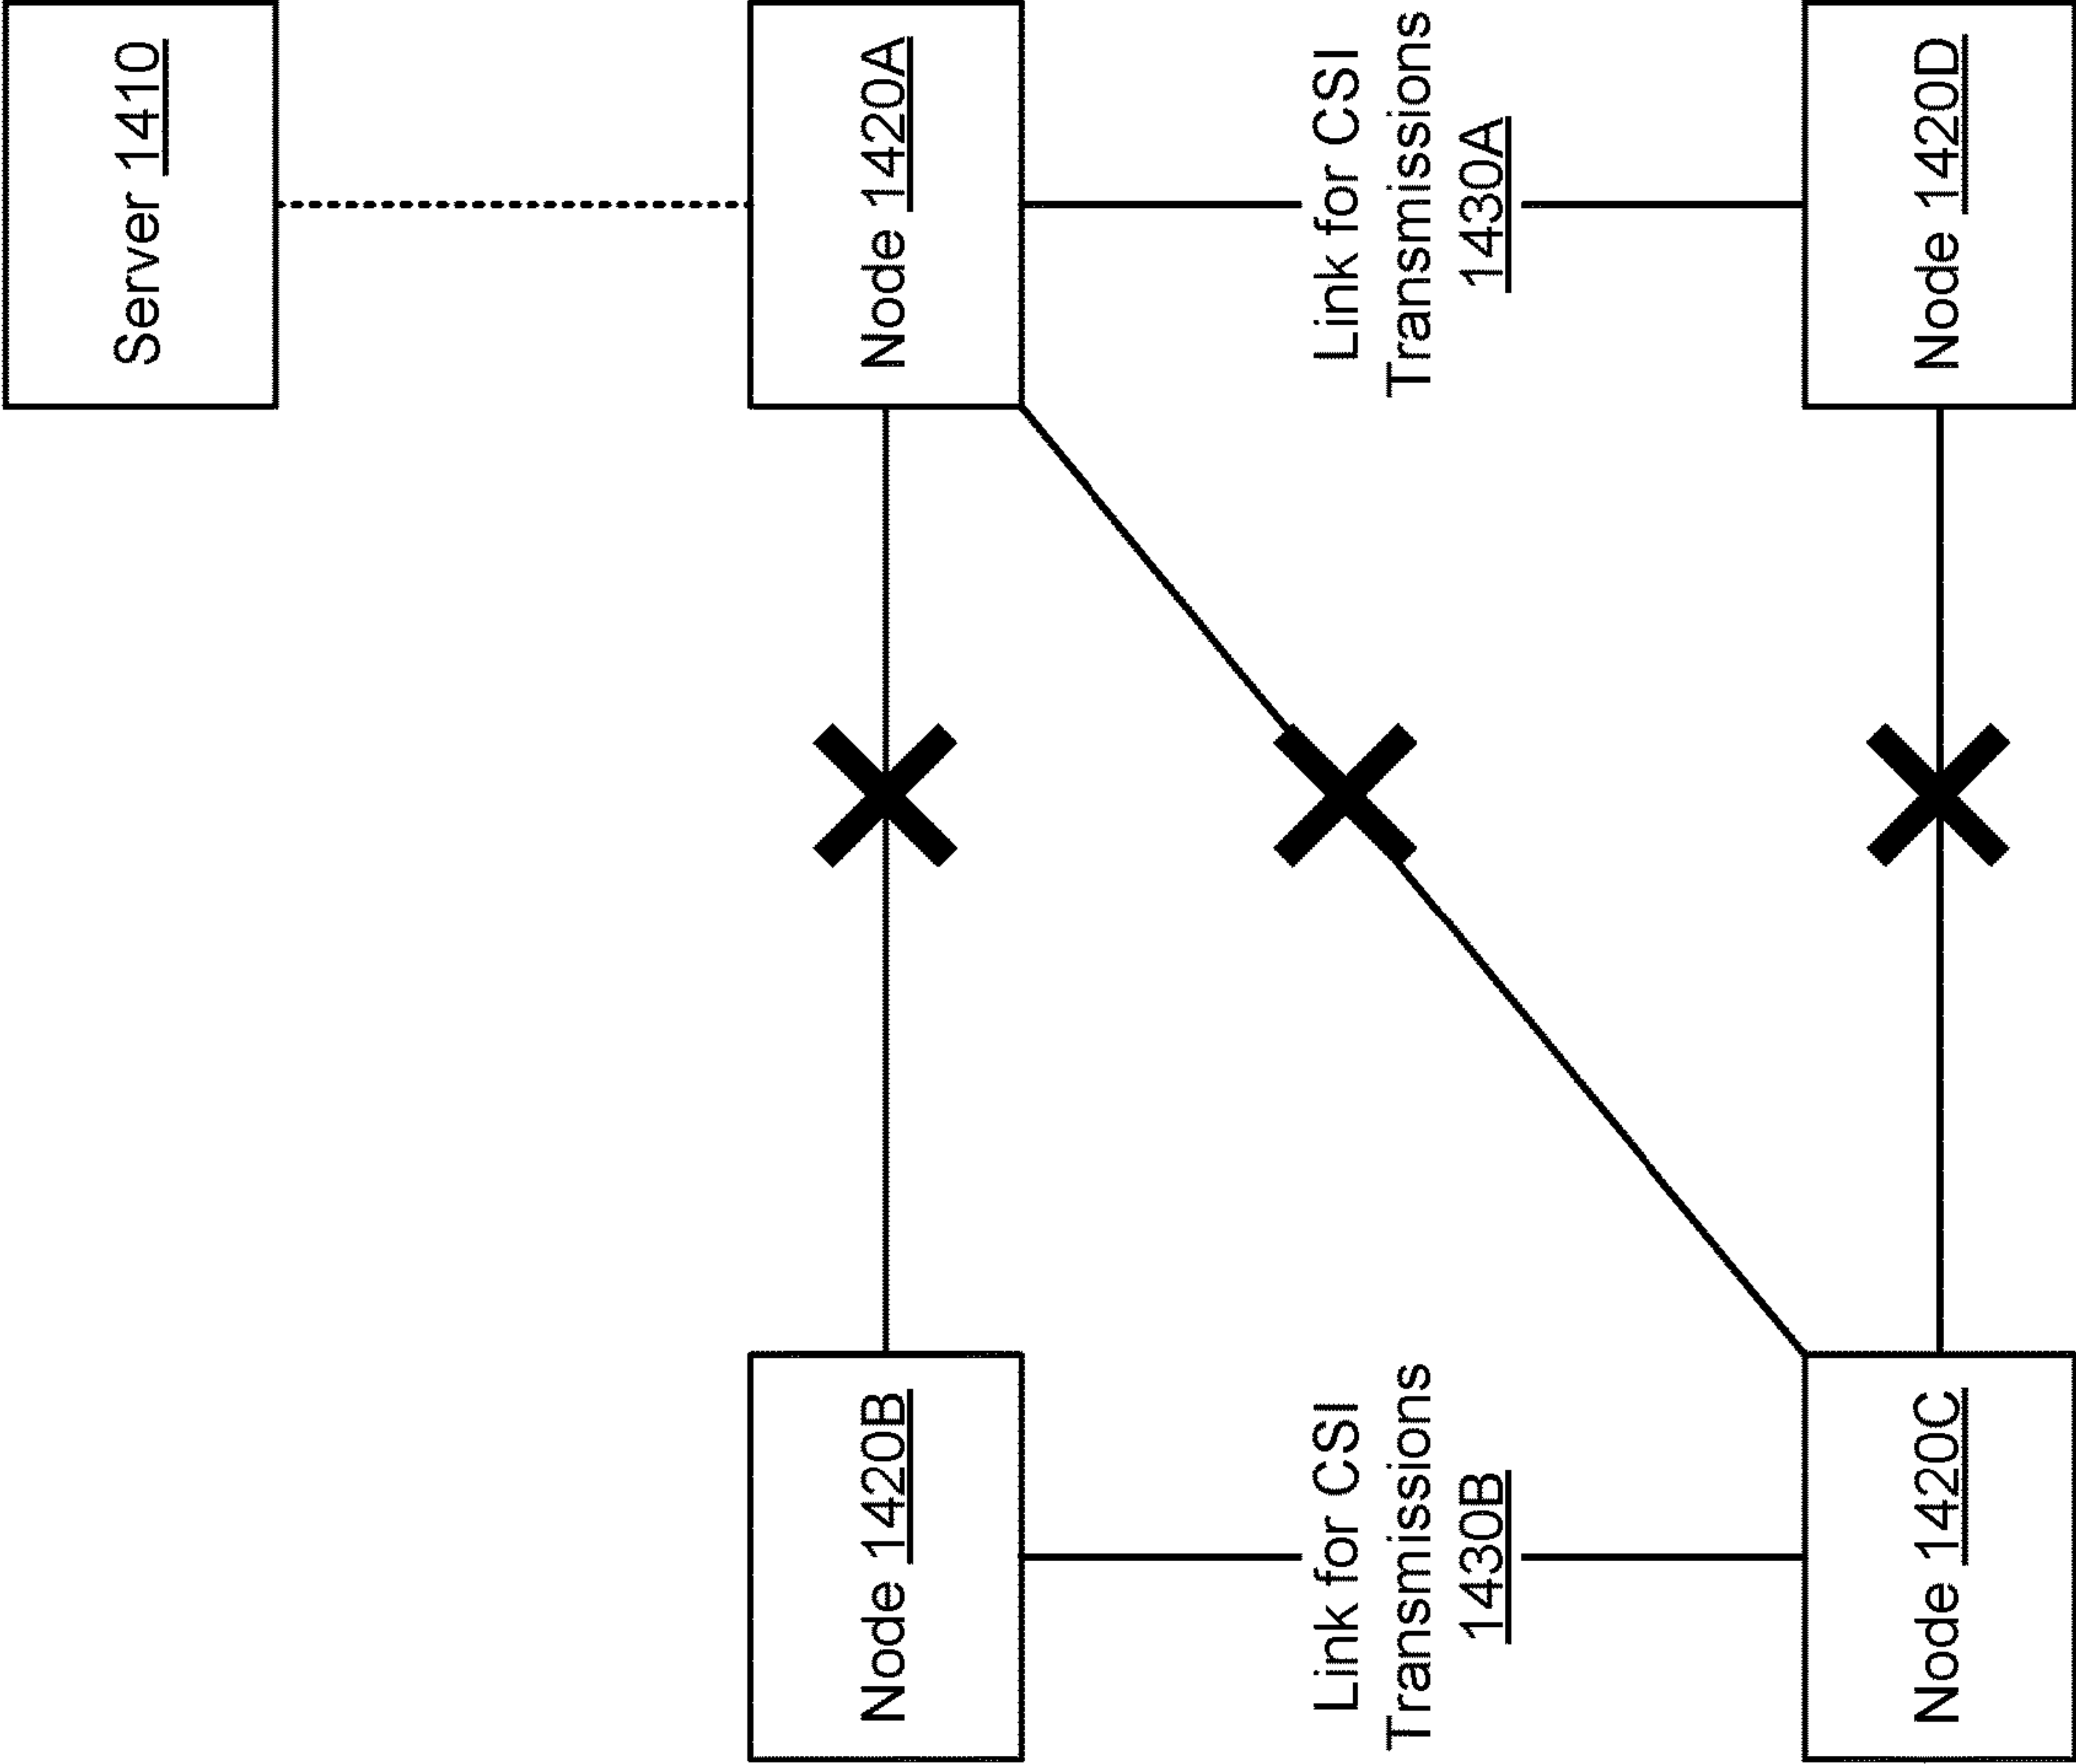 Server 1410
Node 1420B
Node 1420A
Link for CSI
Transmissions
1430B
Link for CSI
Transmissions
1430A
Node 1420C
Node 1420D